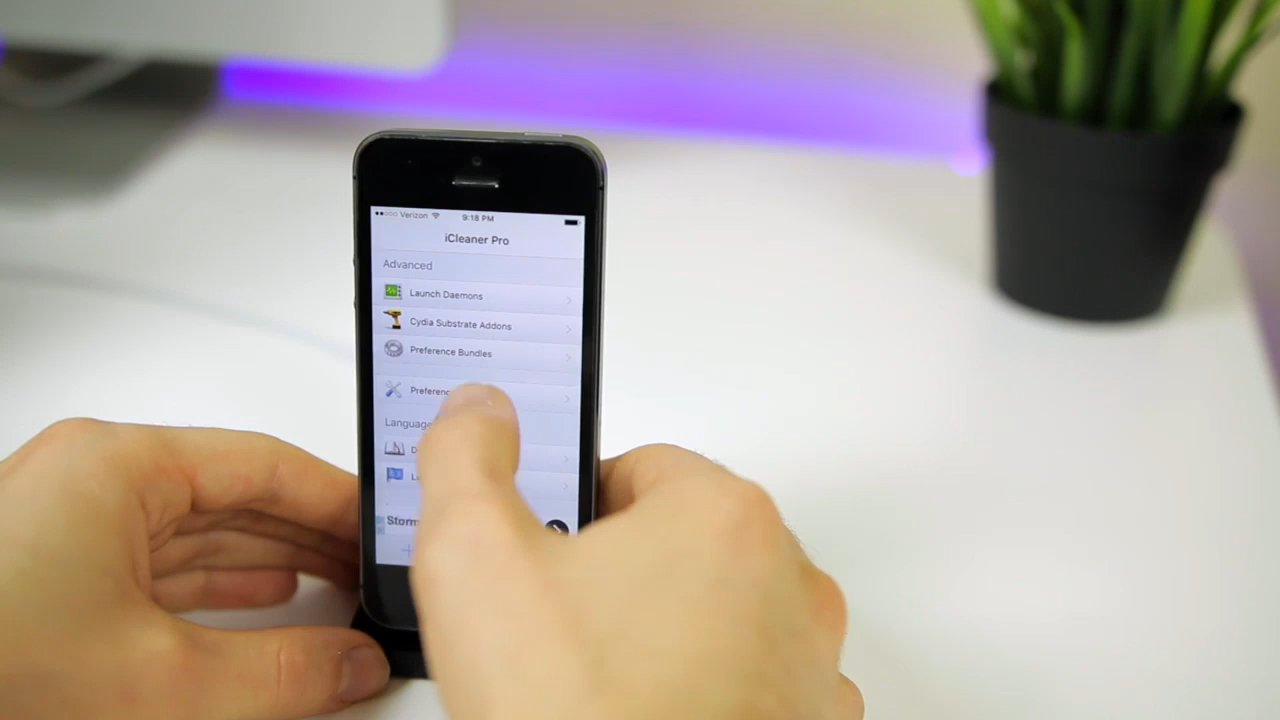 Verizon 9:18 PM
iCleaner Pro
Advanced
Launch Daemons
Cydia Substrate Addons
Preference Bundles
Storm